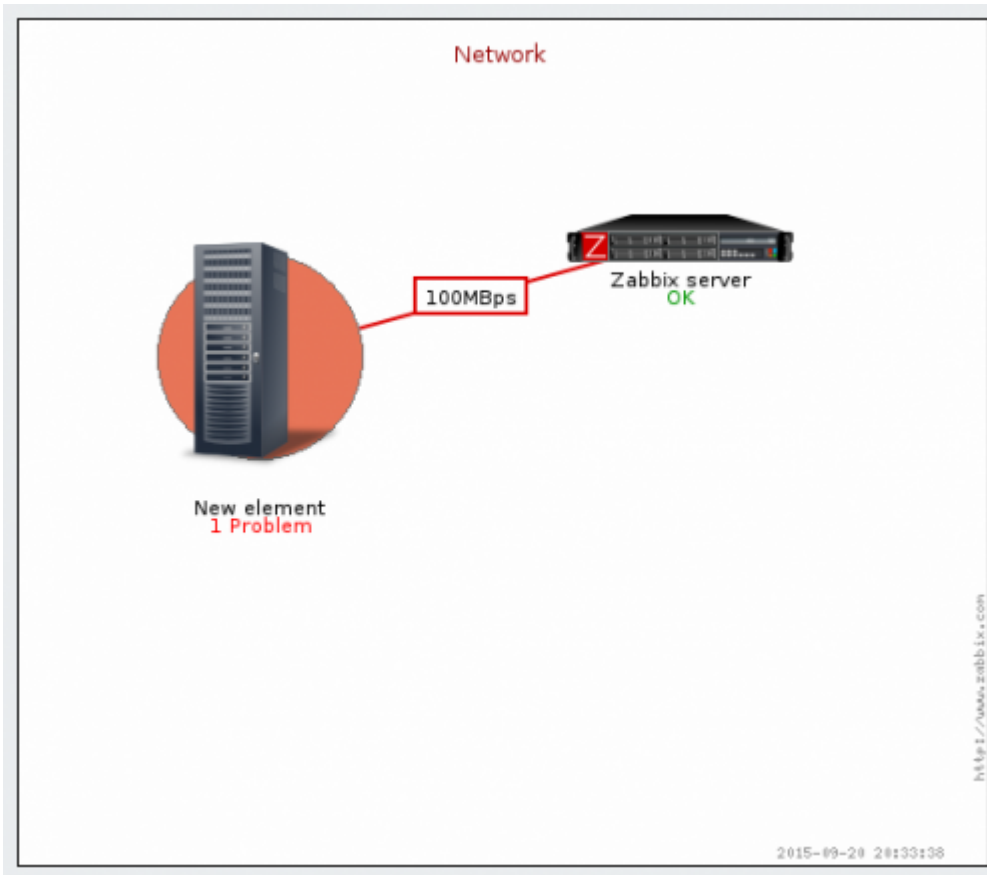 Network
Z
Zabbix server
OK
100MBps
New element
1 Problem
http://www.zabbix.com
2015-09-20 20:33:38